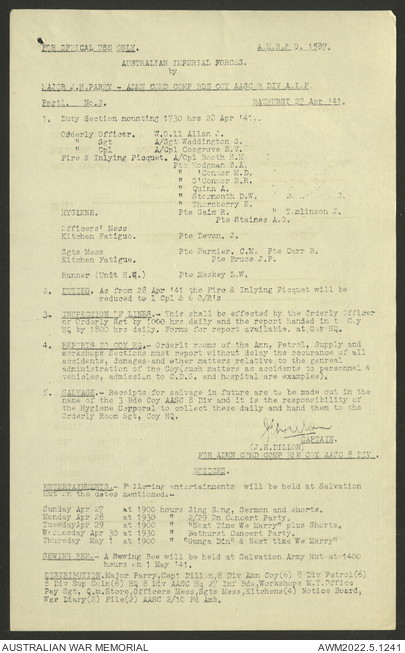 FOR OFFICAL USE ONLY. A.M.R.& O. 1587.
AUSTRALIAN IMPERIAL FORCES.
by
MAJOR J.H.PARRY - ADEN COMD COMP BDE COY AASC 8 DIV A.I.F.
Part1. No.2. BATHURST 27 Apr '41.
1. Duty Section mounting 1730 hrs 28 Apr '41.
Orderly Officer. W.O.11 Allan J.
" Sgt A/Sgt Waddington G.
" Cpl A/Cpl Cosgrove E.V.
Fire & Inlying Picquet. A/Cpl Booth H.M.
Pte Hodgman S.A.
" O'Connor M.D.
" O'Connor E.R.
" Quinn A.
" Stermonth D.W.
" Thornberry K.
HYGIENE. Pte Gain R. " Tomlinson J.
Pte Staines A.G.
Officers' Mess
Kitchen Fatigue. Pte Devon, J.
Sgts Mess Pte Farnier, C.M. Pte Carr B.
Kitchen Fatigue. Pte Bruce J.P.
Runner (Unit H.Q.) Pte Mackey L.W.
2. DUTIES. As from 28 Apr '41 the Fire & Inlying Picquet will be
reduced to 1 Cpl & 6 O/R's
3. INSPECTION OF LINES.- This shall be effected by the Orderly Officer
or Orderly Sgt by 1000 hrs daily and the report handed in to Coy
HQ by 1800 hrs daily. Forms for report available, at Coy HQ.
4. REPORTS TO COY HQ.- Orderit rooms of the Amn, Petrol, Supply and
workshops Sections must report without delay the occurance of all
accidents, damages and other matters relative to the general
administration of the Coy(such matters as accidents to personnel &
vehicles, admission to C.D.S. and hospital are examples).
5. SALVAGE.- Receipts for salvage in future are to be made out in the
name of the 3 Bde Coy AASC 8 Div and it is the responsibility of
the Hygiene Corporal to collect these daily and hand them to the
Orderly Room Sgt, Coy HQ.
CAPTAIN.
(J.E.DILLON)
FOR ADEN COMD COMP BDE COY AASC 8 DIV.
NOTICES.
ENTERTAINMENTS.- Following entertainments will be held at Salvation
Hut on the dates mentioned.-
Sunday Apr 27 at 1900 hours Sing Song, Sermon and shorts.
Monday Apr 28 at 1930 " 2/29 Bn Concert Party.
TuesdayApr 29 at 1900 " "Next Time We Marry" plus Shorts.
Wednesday Apr 30 at 1930 " Bathurst Concert Party.
Thursday May 1 at 1900 " "Gunga Din" & Next time We Marry"
SEWING BEE.- A Sewing Bee will be held at Salvation Army Hut at 1400
hours on 1 May '41.
DISTRIBUTION.Major Parry,Capt Dillon,8 Div Amn Coy(6) 8 Div Petrol(6)
8 Div Sup Coln(6) HQ 8 Div AASC HQ 27 Inf Bde,Workshops M.T.Office
Pay Sgt, Q.m.Store,Officers Mess,Sgts Mess,Kitchens(4) Notice Board,
War Diary(2) File(2) AASC 2/10 Fd Amb.
AUSTRALIAN WAR MEMORIAL AWM2022.5.1241